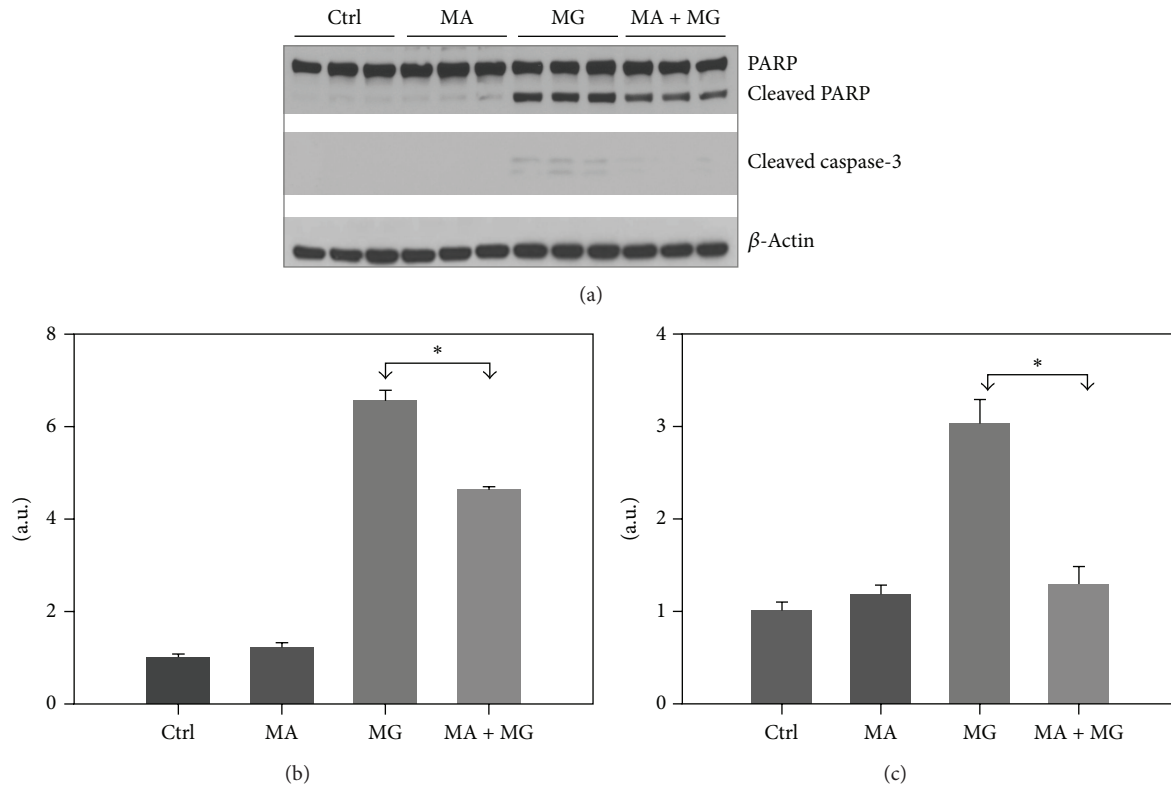 Ctrl MA MG MA + MG
PARP
Cleaved PARP
Cleaved caspase-3
β-Actin
(a)
8
6
4
2
0
(a.u.)
*
Ctrl MA MG MA + MG
(b)
4
3
2
1
0
(a.u.)
*
Ctrl MA MG MA + MG
(c)